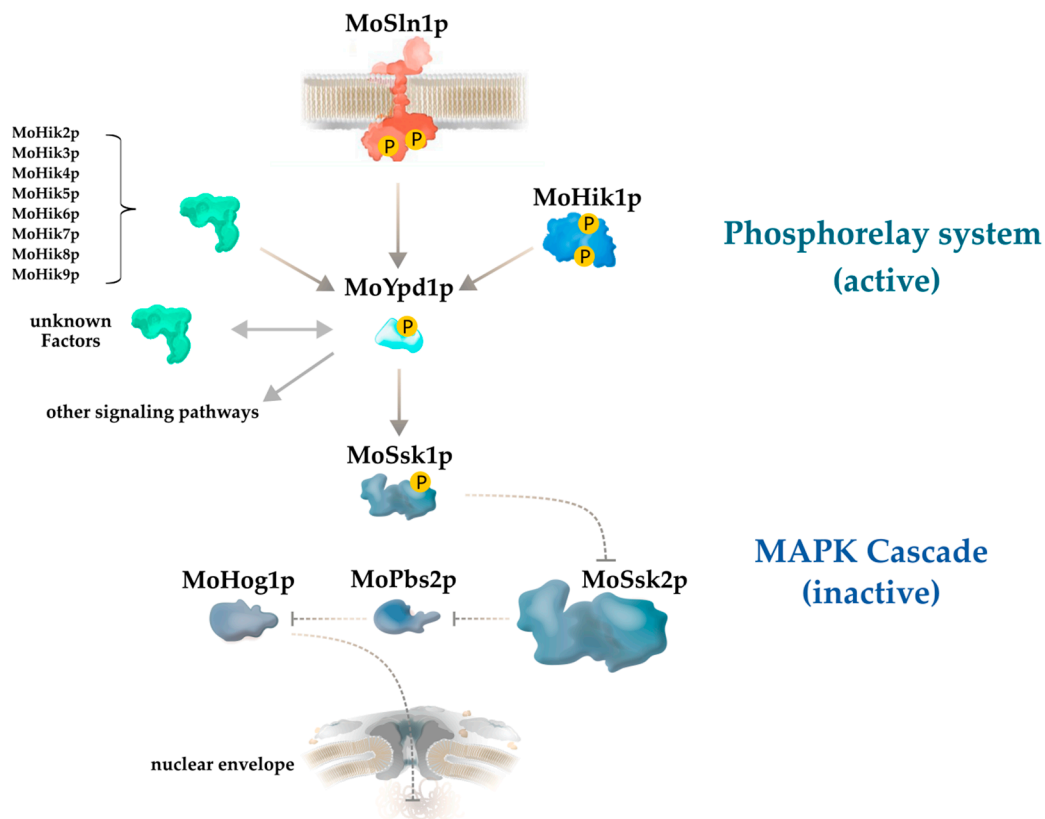 MoSln1p
P
P
MoHik2p
MoHik3p
MoHik4p
MoHik5p
MoHik6p
MoHik7p
MoHik8p
MoHik9p
MoHik1p
P
P
Phosphorelay system
(active)
MoYpd1p
P
unknown
Factors
other signaling pathways
MoSsk1p
P
MAPK Cascade
(inactive)
MoHog1p
MoPbs2p
MoSsk2p
nuclear envelope